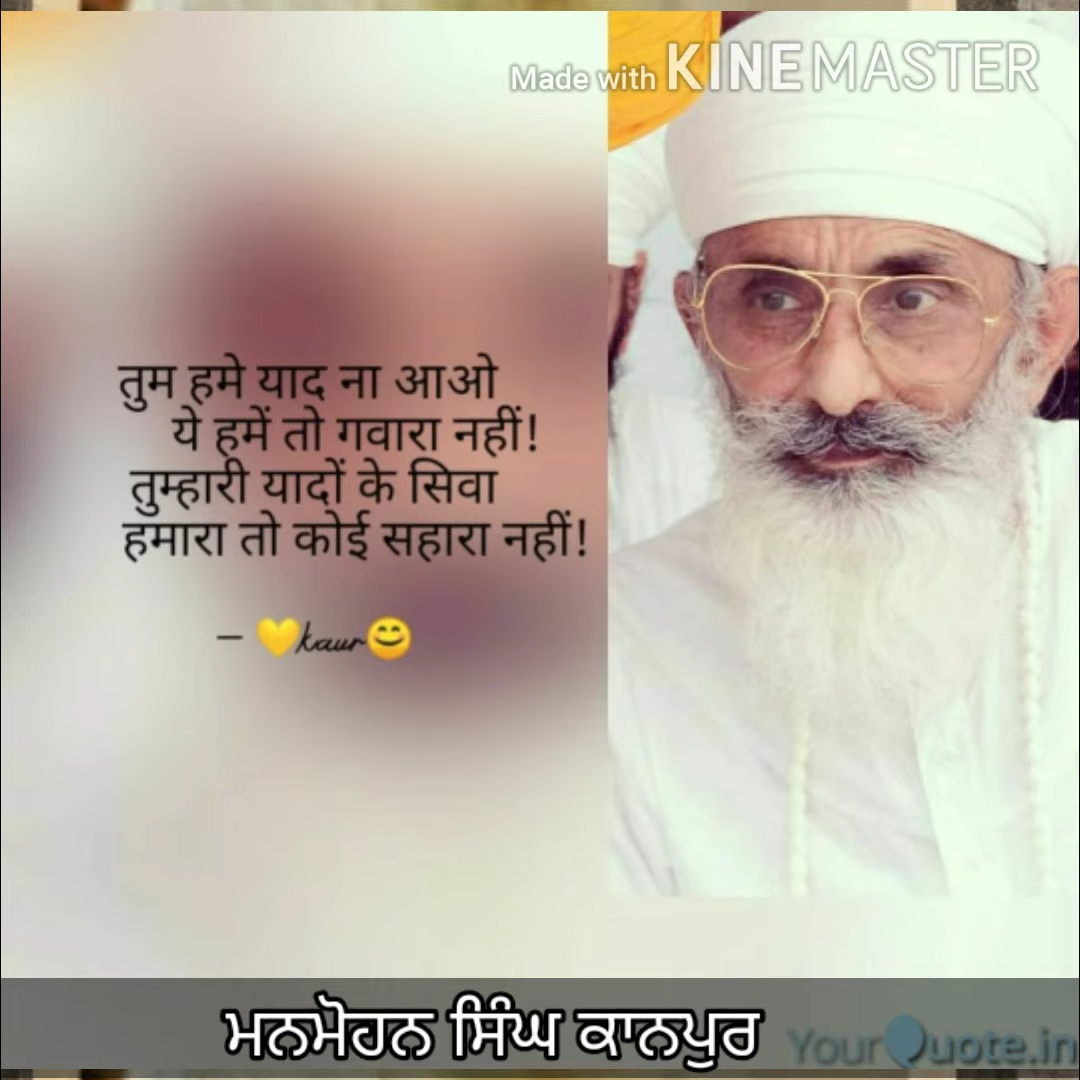 Made with KINEMASTER
तुम हमे याद ना आओ
ये हमें तो गवारा नहीं!
तुम्हारी यादों के सिवा
हमारा तो कोई सहारा नहीं!
– 💛kaur😊
ਮਨਮੋਹਨ ਸਿੰਘ ਕਾਨਪੁਰ
YourQuote.in